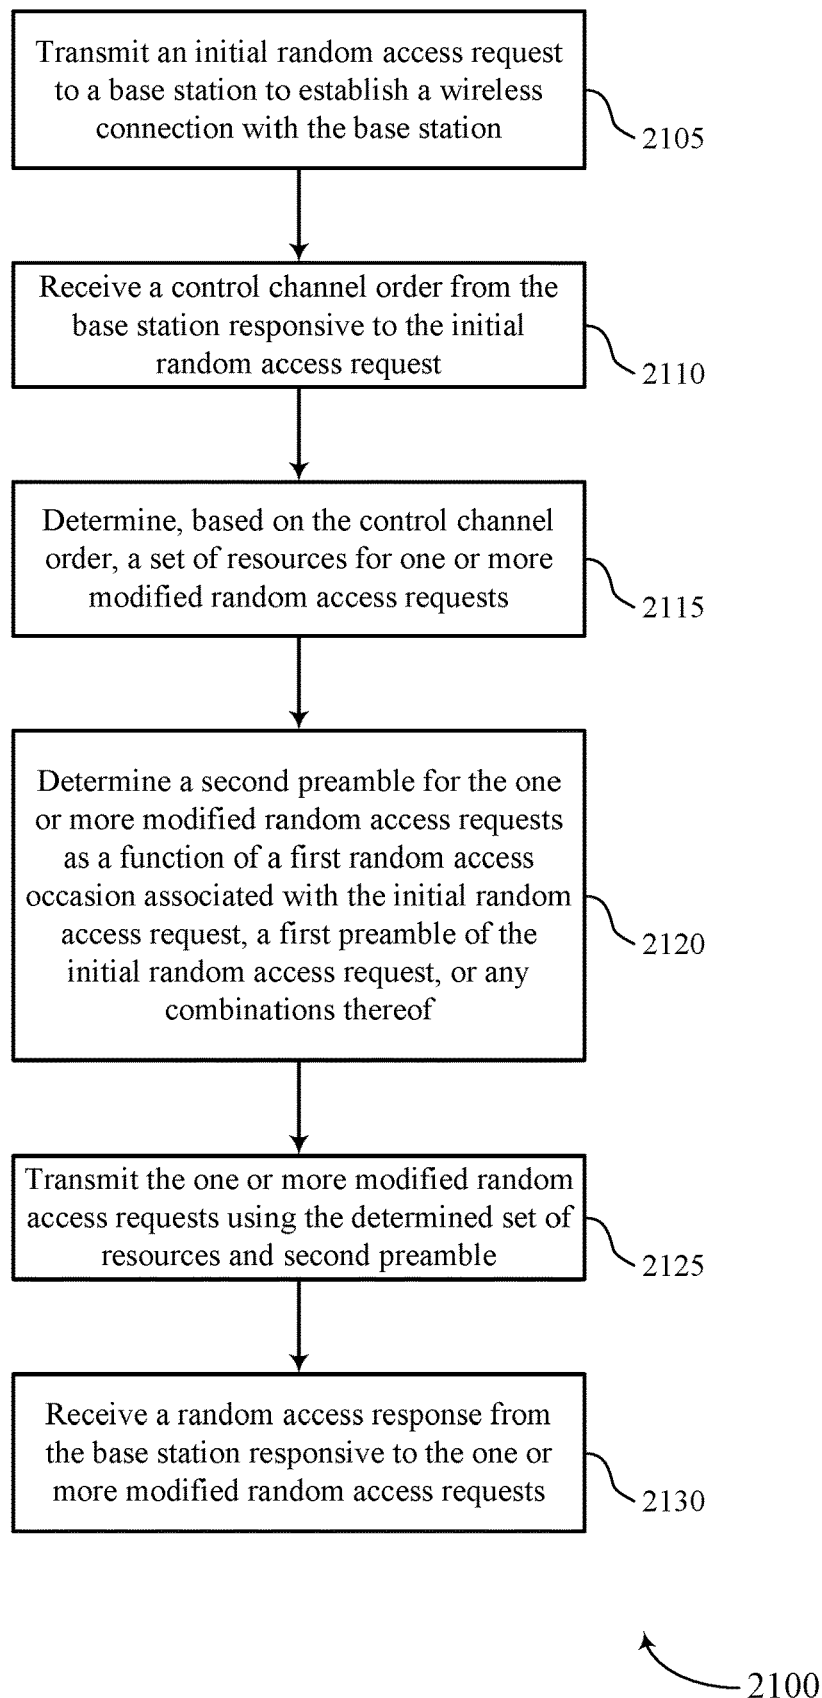 Transmit an initial random access request
to a base station to establish a wireless
connection with the base station
2105
Receive a control channel order from the
base station responsive to the initial
random access request
2110
Determine, based on the control channel
order, a set of resources for one or more
modified random access requests
2115
Determine a second preamble for the one
or more modified random access requests
as a function of a first random access
occasion associated with the initial random
access request, a first preamble of the
initial random access request, or any
combinations thereof
2120
Transmit the one or more modified random
access requests using the determined set of
resources and second preamble
2125
Receive a random access response from
the base station responsive to the one or
more modified random access requests
2130
2100